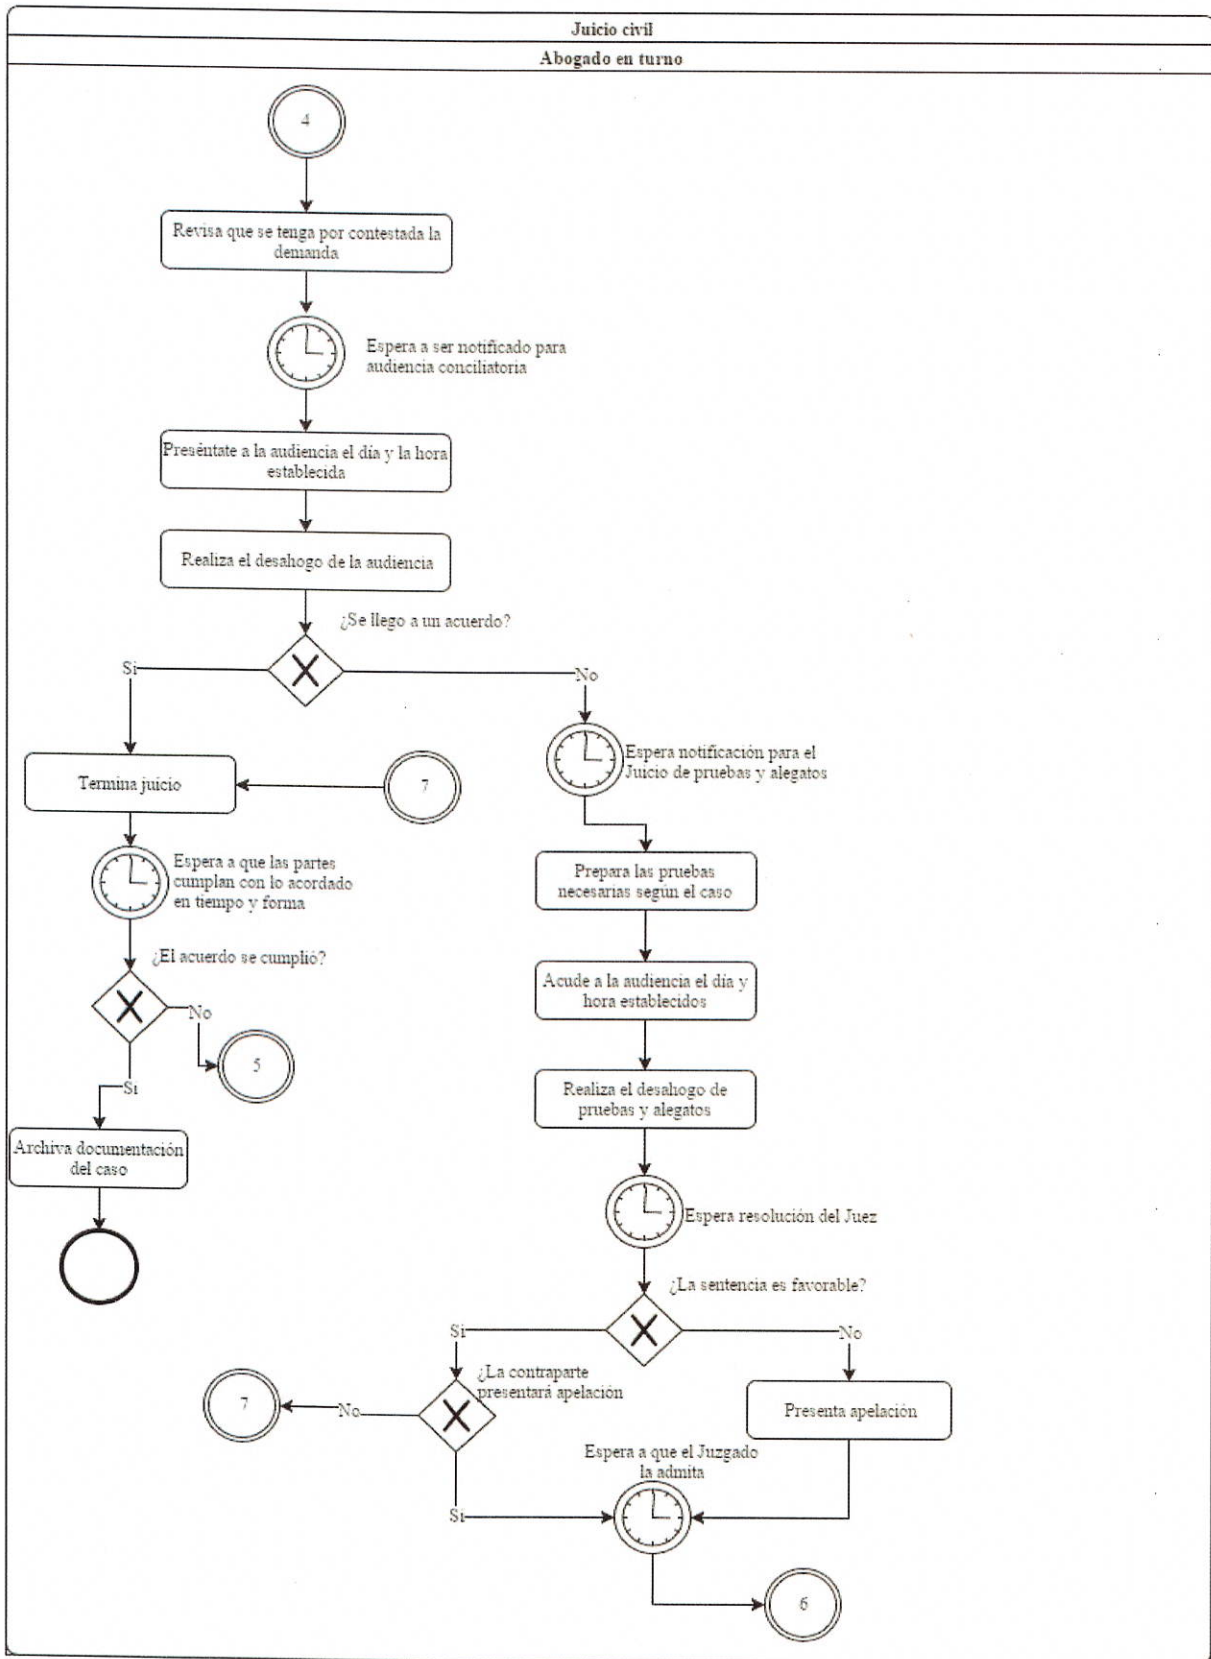 Juicio civil
Abogado en turno
4
Revisa que se tenga por contestada la
demanda
Espera a ser notificado para
audiencia conciliatoria
Preséntate a la audiencia el día y la hora
establecida
Realiza el desahogo de la audiencia
¿Se llego a un acuerdo?
Si
No
Espera notificación para el
Juicio de pruebas y alegatos
Termina juicio
7
Espera a que las partes
cumplan con lo acordado
en tiempo y forma
Prepara las pruebas
necesarias según el caso
¿El acuerdo se cumplió?
No
5
Si
Acude a la audiencia el día y
hora establecidos
Realiza el desahogo de
pruebas y alegatos
Archiva documentación
del caso
Espera resolución del Juez
¿La sentencia es favorable?
Si
No
¿La contraparte
presentará apelación
7
No
Presenta apelación
Espera a que el Juzgado
la admita
Si
6